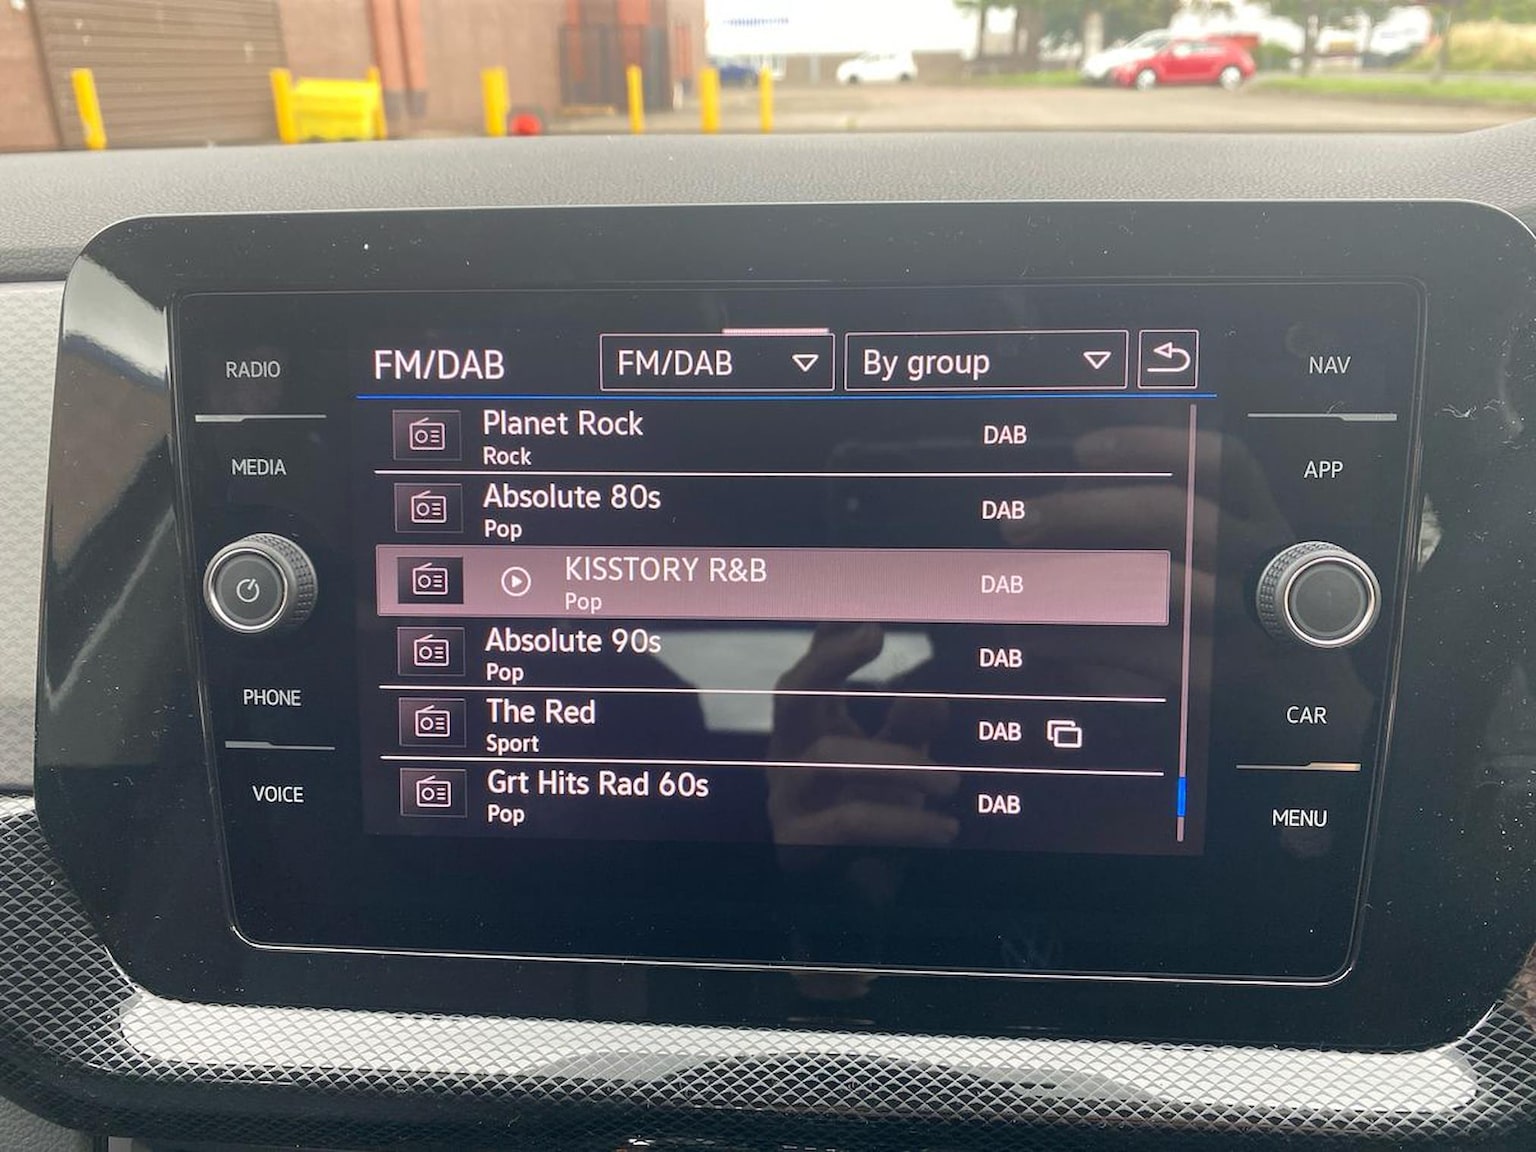 RADIO
MEDIA
PHONE
VOICE
FM/DAB
FM/DAB
By group
Planet Rock
Rock
DAB
Absolute 80s
Pop
DAB
KISSTORY R&B
Pop
DAB
Absolute 90s
Pop
DAB
The Red
Sport
DAB
Grt Hits Rad 60s
Pop
DAB
NAV
APP
CAR
MENU